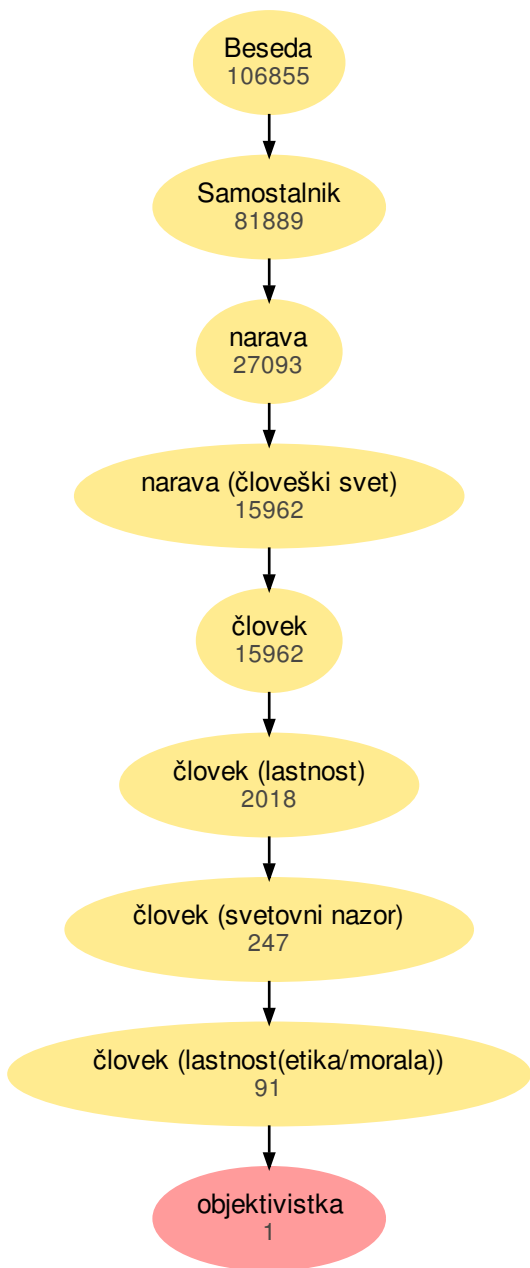 Beseda
106855
Samostalnik
81889
narava
27093
narava (človeški svet)
15962
človek
15962
človek (lastnost)
2018
človek (svetovni nazor)
247
človek (lastnost(etika/morala))
91
objektivistka
1